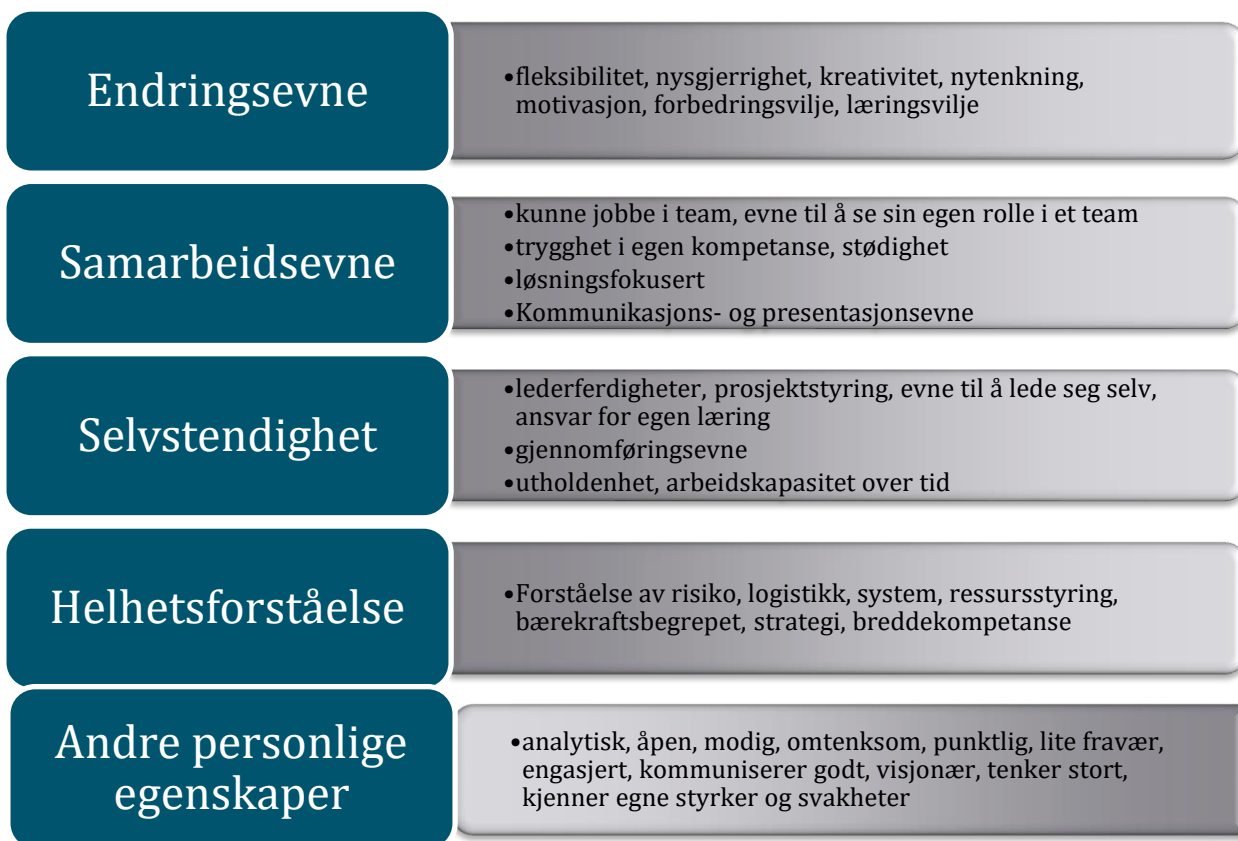 Endringsevne
•fleksibilitet, nysgjerrighet, kreativitet, nytenkning,
motivasjon, forbedringsvilje, læringsvilje
Samarbeidsevne
•kunne jobbe i team, evne til å se sin egen rolle i et team
•trygghet i egen kompetanse, stødighet
•løsningsfokusert
•Kommunikasjons- og presentasjonsevne
Selvstendighet
•lederferdigheter, prosjektstyring, evne til å lede seg selv,
ansvar for egen læring
•gjennomføringsevne
•utholdenhet, arbeidskapasitet over tid
Helhetsforståelse
•Forståelse av risiko, logistikk, system, ressursstyring,
bærekraftsbegrepet, strategi, breddekompetanse
Andre personlige
egenskaper
•analytisk, åpen, modig, omtenksom, punktlig, lite fravær,
engasjert, kommuniserer godt, visjonær, tenker stort,
kjenner egne styrker og svakheter